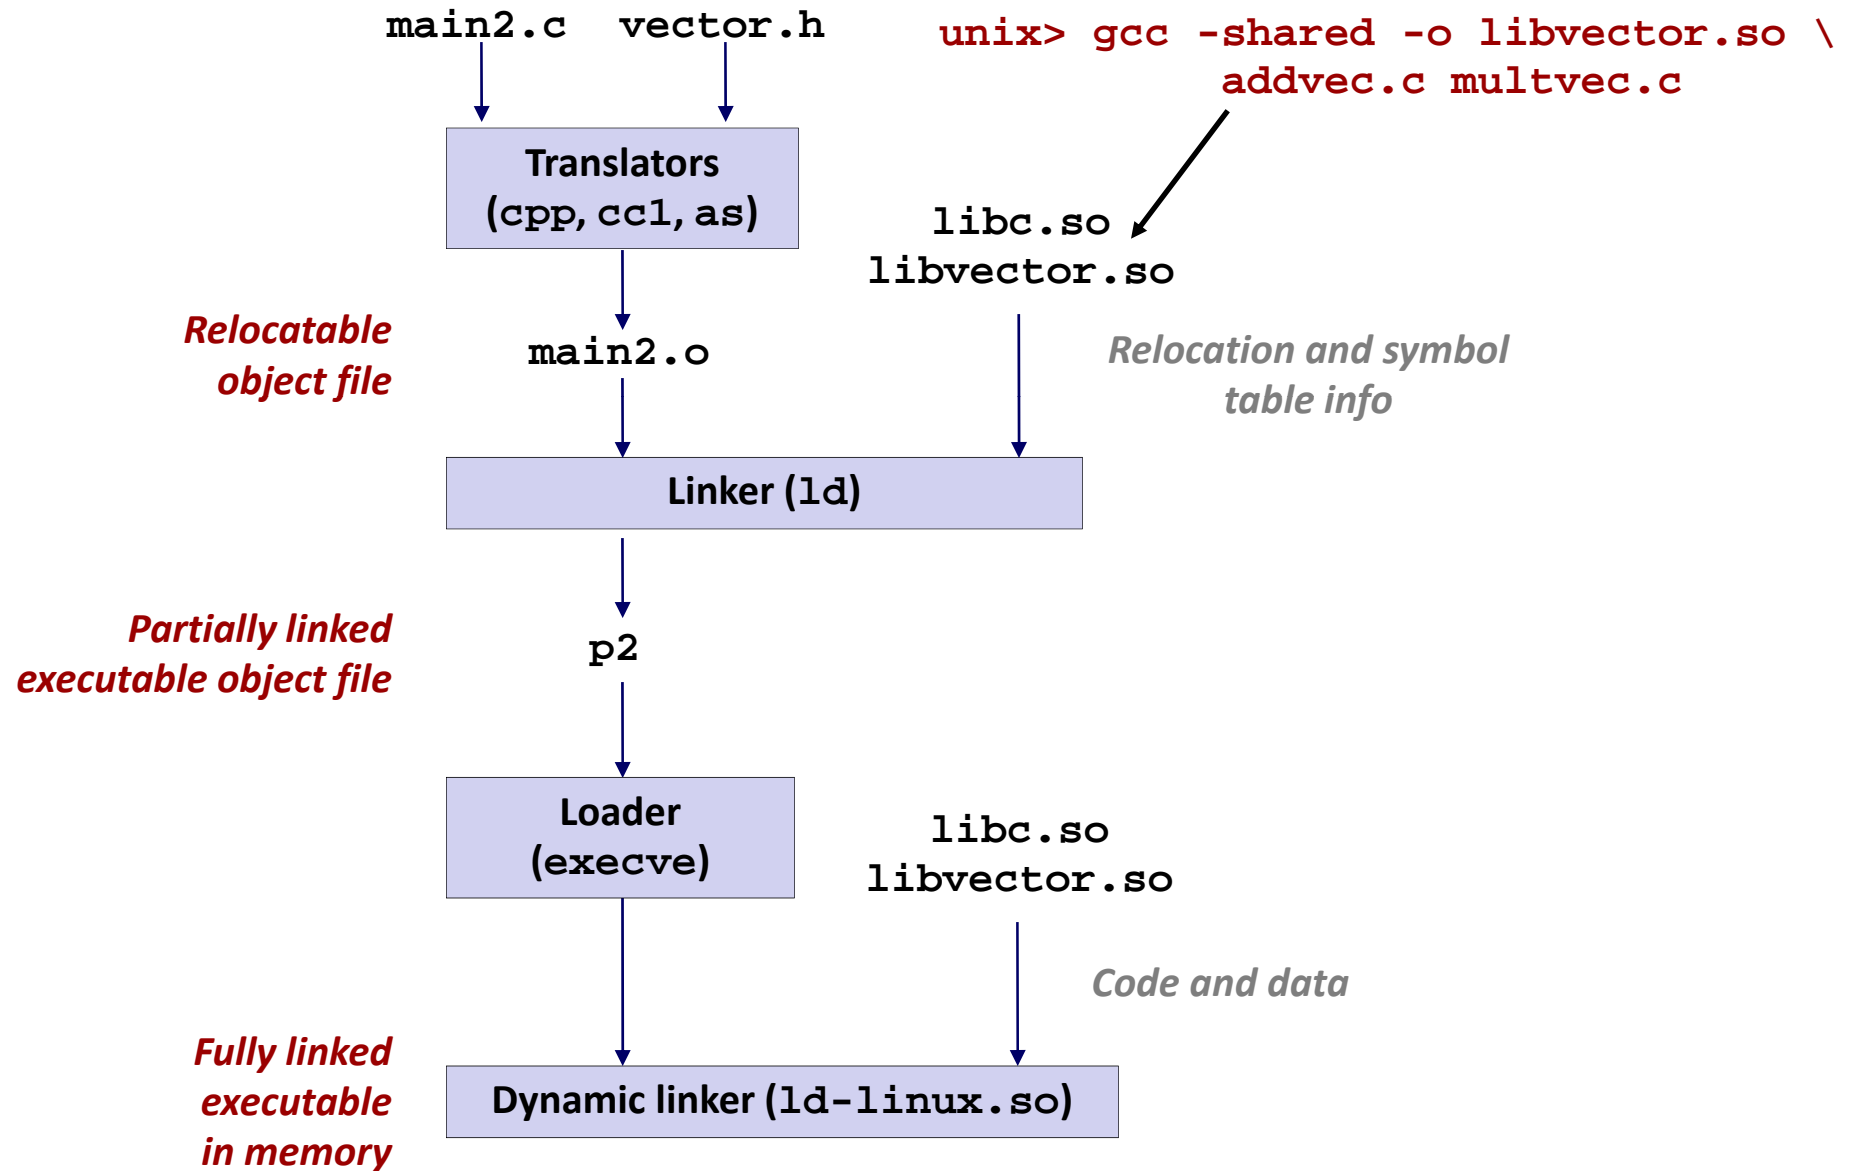 main2.c vector.h
unix> gcc -shared -o libvector.so \
addvec.c multvec.c
Translators
(cpp, cc1, as)
libc.so
libvector.so
Relocatable
object file
main2.o
Relocation and symbol
table info
Linker (ld)
Partially linked
executable object file
p2
Loader
(execve)
libc.so
libvector.so
Code and data
Fully linked
executable
in memory
Dynamic linker (ld-linux.so)